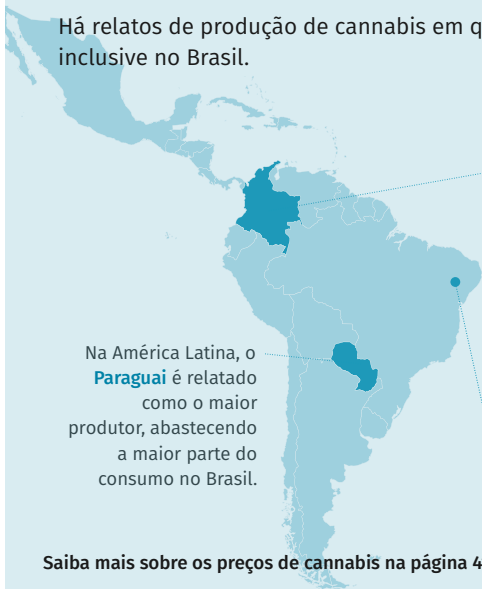 Há relatos de produção de cannabis em q
inclusive no Brasil.
Na América Latina, o
Paraguai é relatado
como o maior
produtor, abastecendo
a maior parte do
consumo no Brasil.
Saiba mais sobre os preços de cannabis na página 4